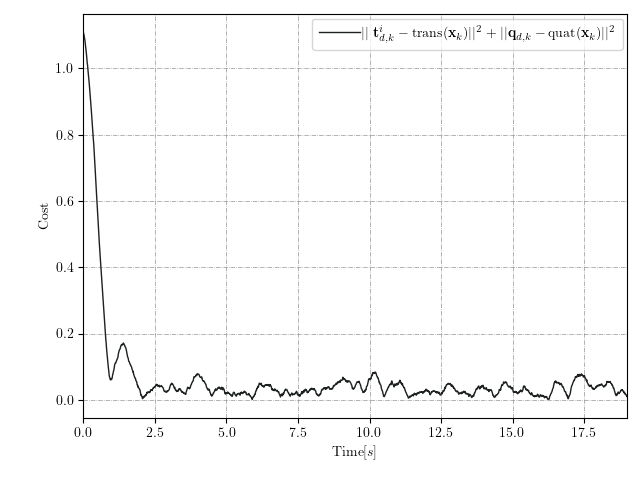 || t^i_{d,k} − trans(x_k)||^2 + ||q_{d,k} − quat(x_k)||^2
1.0
0.8
0.6
0.4
0.2
0.0
Cost
0.0 2.5 5.0 7.5 10.0 12.5 15.0 17.5
Time[s]